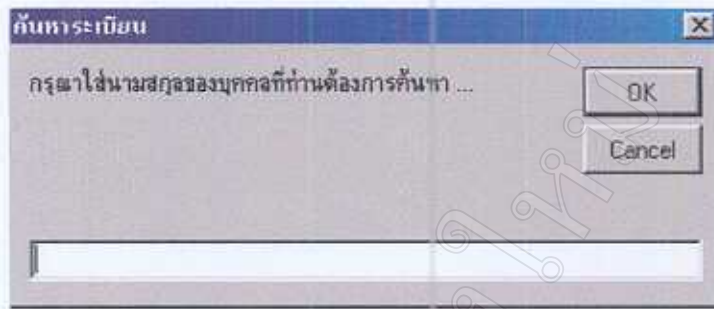 ค้นหาระเบียน
กรุณาใส่นามสกุลของบุคคลที่ท่านต้องการค้นหา ...
OK
Cancel